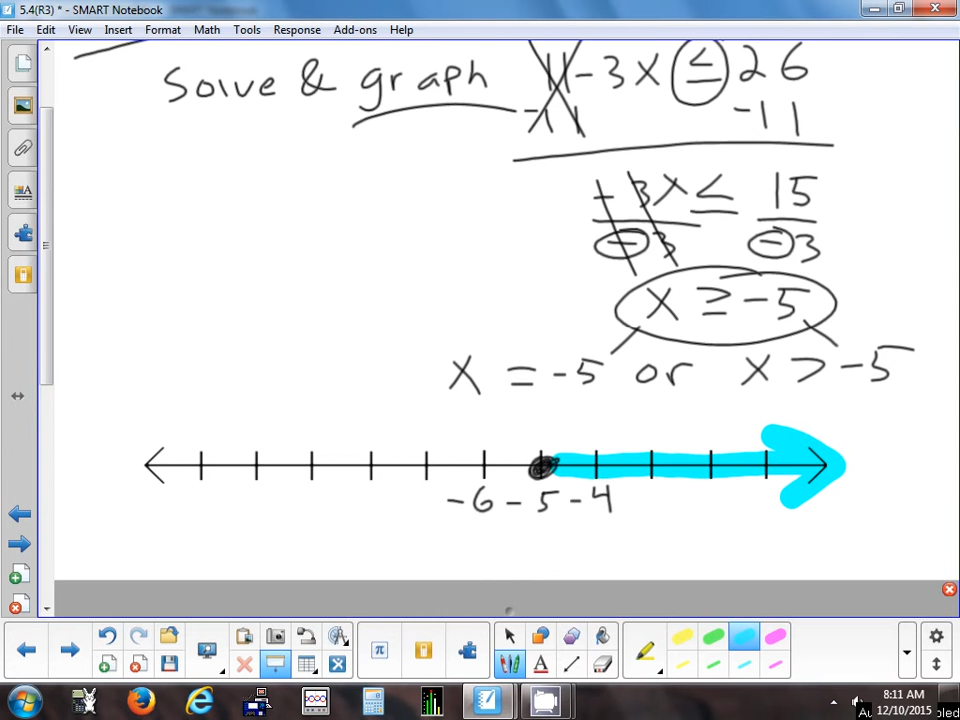 5.4(R3) * - SMART Notebook
File Edit View Insert Format Math Tools Response Add-ons Help
Solve & graph 11 - 3x ≤ 26
-11 -11
-3x ≤ 15
-3 -3
x ≥ -5
x = -5 or x > -5
-6 -5 -4
π
A
8:11 AM
12/10/2015